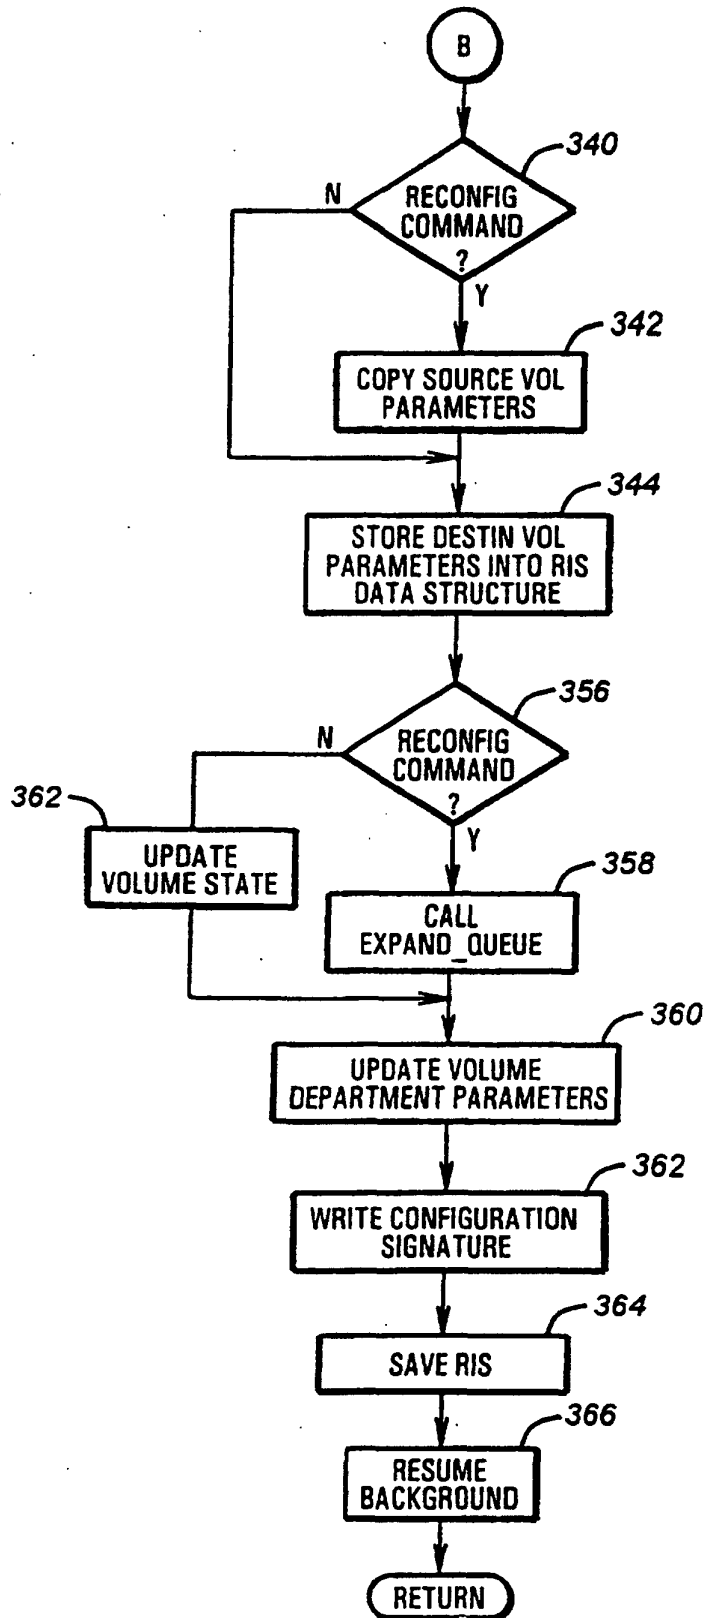 B
340
RECONFIG
COMMAND
?
N
Y
342
COPY SOURCE VOL
PARAMETERS
344
STORE DESTIN VOL
PARAMETERS INTO RIS
DATA STRUCTURE
356
RECONFIG
COMMAND
?
N
Y
362
UPDATE
VOLUME STATE
358
CALL
EXPAND_QUEUE
360
UPDATE VOLUME
DEPARTMENT PARAMETERS
362
WRITE CONFIGURATION
SIGNATURE
364
SAVE RIS
366
RESUME
BACKGROUND
RETURN